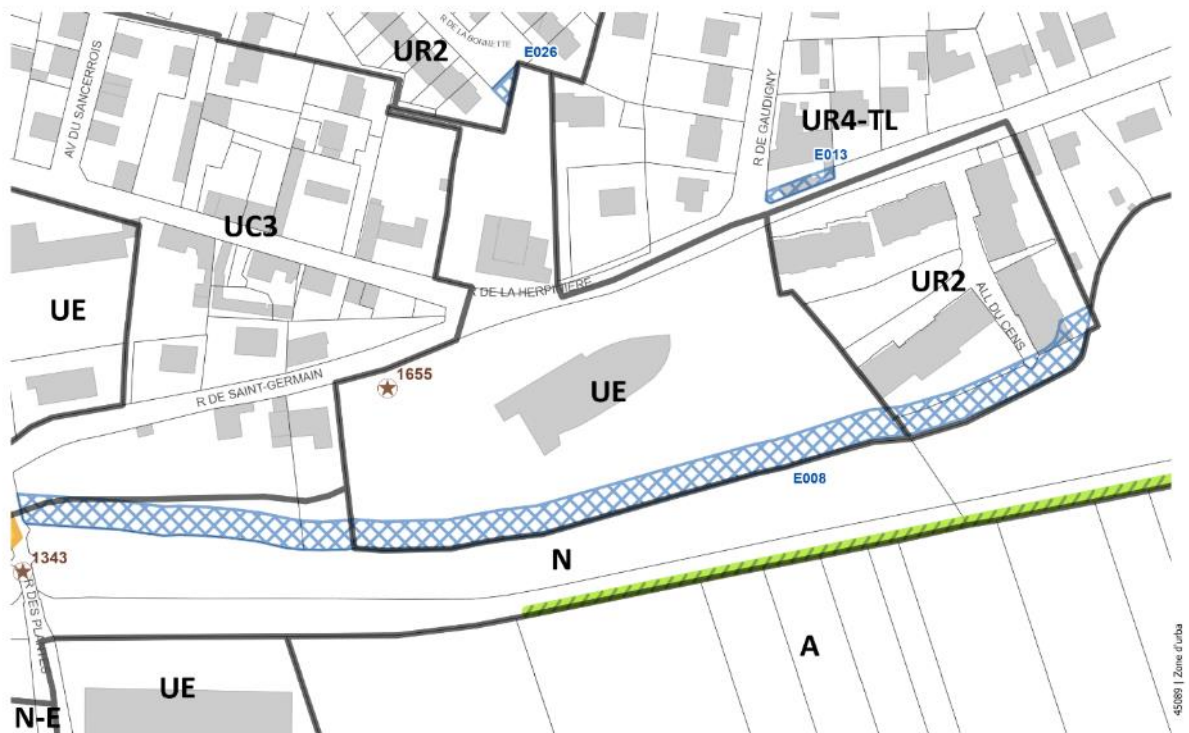 R DE LA BONNETTE
UR2
E026
AV DU SANCERROIS
R DE GAUDIGNY
UR4-TL
E013
UC3
UR2
R DE LA HERPINIÈRE
UE
ALL DU CENS
1655
UE
R DE SAINT-GERMAIN
E008
1343
N
R DES PLANTES
A
UE
N-E
45089 | Zone d'urba